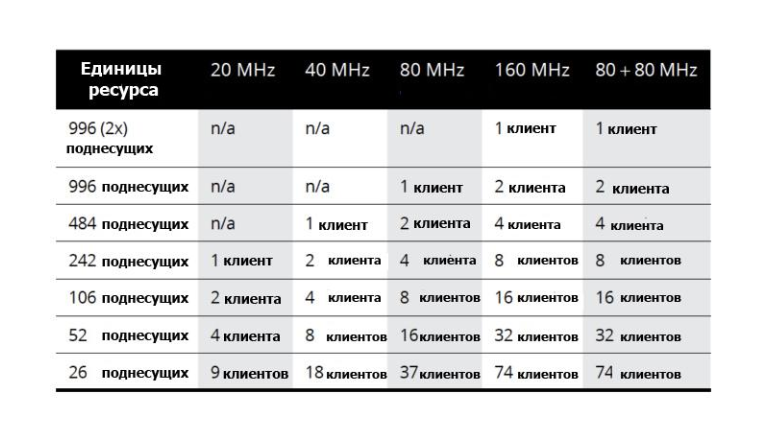 Единицы ресурса 20 MHz 40 MHz 80 MHz 160 MHz 80 + 80 MHz
996 (2x) поднесущих n/a n/a n/a 1 клиент 1 клиент
996 поднесущих n/a n/a 1 клиент 2 клиента 2 клиента
484 поднесущих n/a 1 клиент 2 клиента 4 клиента 4 клиента
242 поднесущих 1 клиент 2 клиента 4 клиента 8 клиентов 8 клиентов
106 поднесущих 2 клиента 4 клиента 8 клиентов 16 клиентов 16 клиентов
52 поднесущих 4 клиента 8 клиентов 16 клиентов 32 клиентов 32 клиентов
26 поднесущих 9 клиентов 18 клиентов 37 клиентов 74 клиентов 74 клиентов